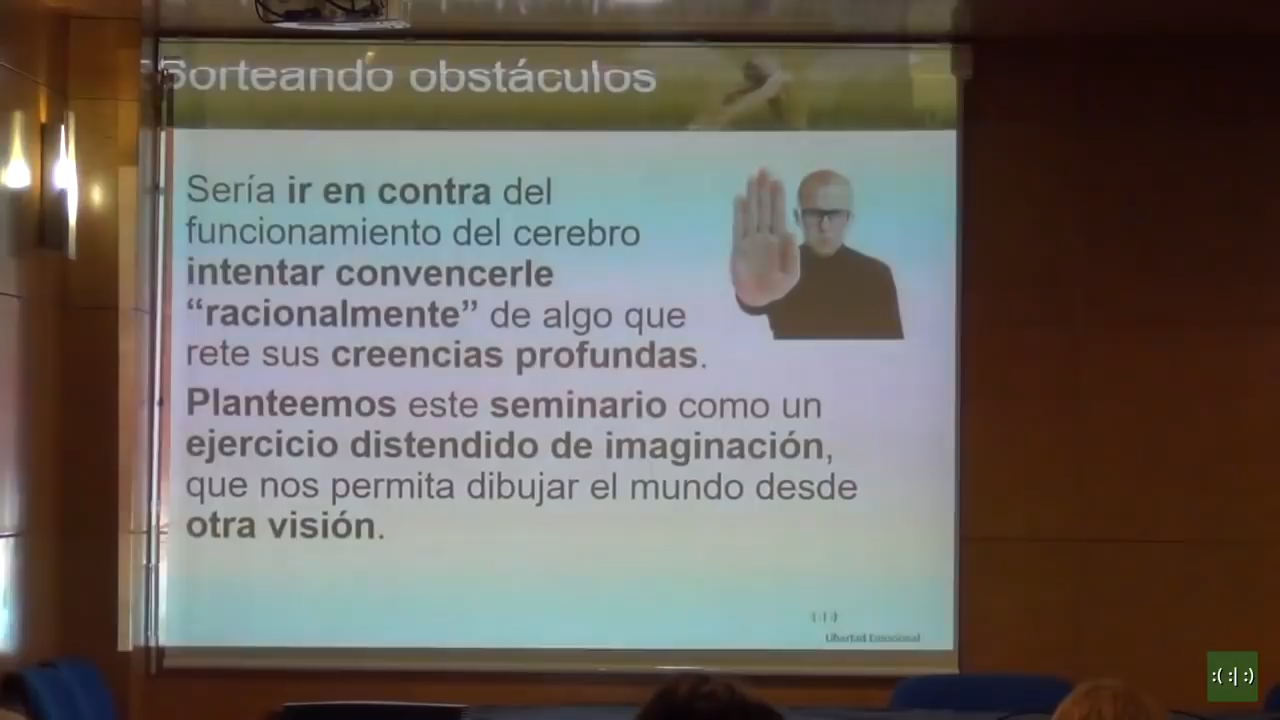 Sorteando obstáculos
Sería ir en contra del
funcionamiento del cerebro
intentar convencerle
“racionalmente” de algo que
rete sus creencias profundas.
Planteemos este seminario como un
ejercicio distendido de imaginación,
que nos permita dibujar el mundo desde
otra visión.
:( :| :)
Libertad Emocional
:( :| :)